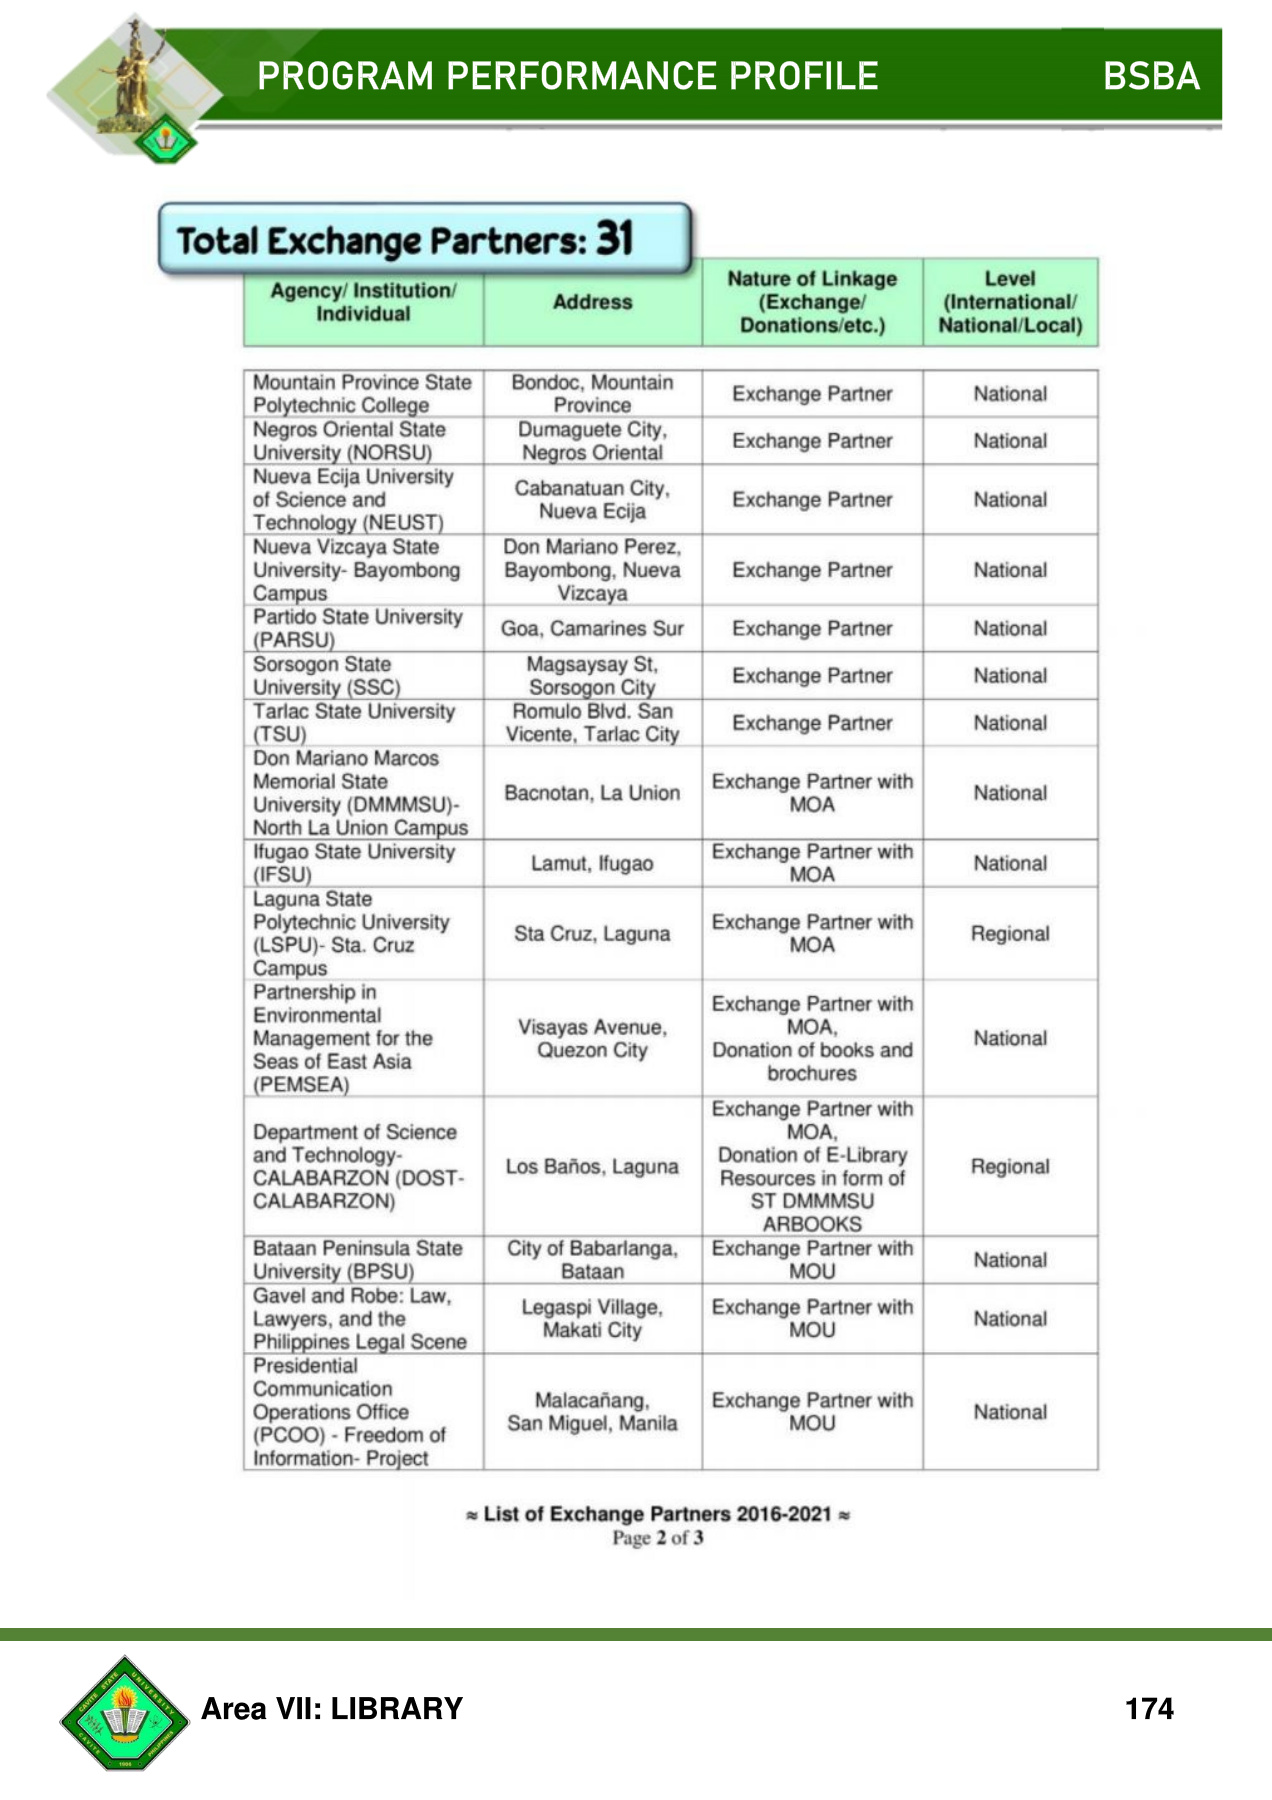 PROGRAM PERFORMANCE PROFILE BSBA
Total Exchange Partners: 31
Agency/ Institution/
Individual
Address
Nature of Linkage
(Exchange/
Donations/etc.)
Level
(International/
National/Local)
Mountain Province State
Polytechnic College
Bondoc, Mountain
Province
Exchange Partner
National
Negros Oriental State
University (NORSU)
Dumaguete City,
Negros Oriental
Exchange Partner
National
Nueva Ecija University
of Science and
Technology (NEUST)
Cabanatuan City,
Nueva Ecija
Exchange Partner
National
Nueva Vizcaya State
University- Bayombong
Campus
Don Mariano Perez,
Bayombong, Nueva
Vizcaya
Exchange Partner
National
Partido State University
(PARSU)
Goa, Camarines Sur
Exchange Partner
National
Sorsogon State
University (SSC)
Magsaysay St,
Sorsogon City
Exchange Partner
National
Tarlac State University
(TSU)
Romulo Blvd. San
Vicente, Tarlac City
Exchange Partner
National
Don Mariano Marcos
Memorial State
University (DMMMSU)-
North La Union Campus
Bacnotan, La Union
Exchange Partner with
MOA
National
Ifugao State University
(IFSU)
Lamut, Ifugao
Exchange Partner with
MOA
National
Laguna State
Polytechnic University
(LSPU)- Sta. Cruz
Campus
Sta Cruz, Laguna
Exchange Partner with
MOA
Regional
Partnership in
Environmental
Management for the
Seas of East Asia
(PEMSEA)
Visayas Avenue,
Quezon City
Exchange Partner with
MOA,
Donation of books and
brochures
National
Department of Science
and Technology-
CALABARZON (DOST-
CALABARZON)
Los Baños, Laguna
Exchange Partner with
MOA,
Donation of E-Library
Resources in form of
ST DMMMSU
ARBOOKS
Regional
Bataan Peninsula State
University (BPSU)
City of Babarlanga,
Bataan
Exchange Partner with
MOU
National
Gavel and Robe: Law,
Lawyers, and the
Philippines Legal Scene
Legaspi Village,
Makati City
Exchange Partner with
MOU
National
Presidential
Communication
Operations Office
(PCOO) - Freedom of
Information- Project
Malacañang,
San Miguel, Manila
Exchange Partner with
MOU
National
≈ List of Exchange Partners 2016-2021 ≈
Page 2 of 3
CAVITE STATE UNIVERSITY
CAVITE
PHILIPPINES
1906
Area VII: LIBRARY 174